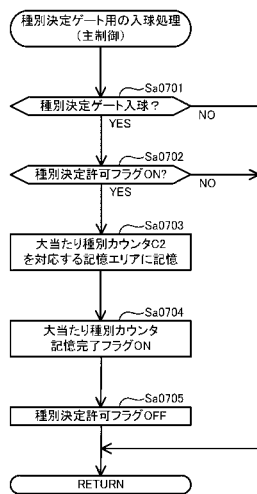 種別決定ゲート用の入球処理
(主制御)
Sa0701
種別決定ゲート入球?
NO
YES
Sa0702
種別決定許可フラグON?
NO
YES
Sa0703
大当たり種別カウンタC2
を対応する記憶エリアに記憶
Sa0704
大当たり種別カウンタ
記憶完了フラグON
Sa0705
種別決定許可フラグOFF
RETURN